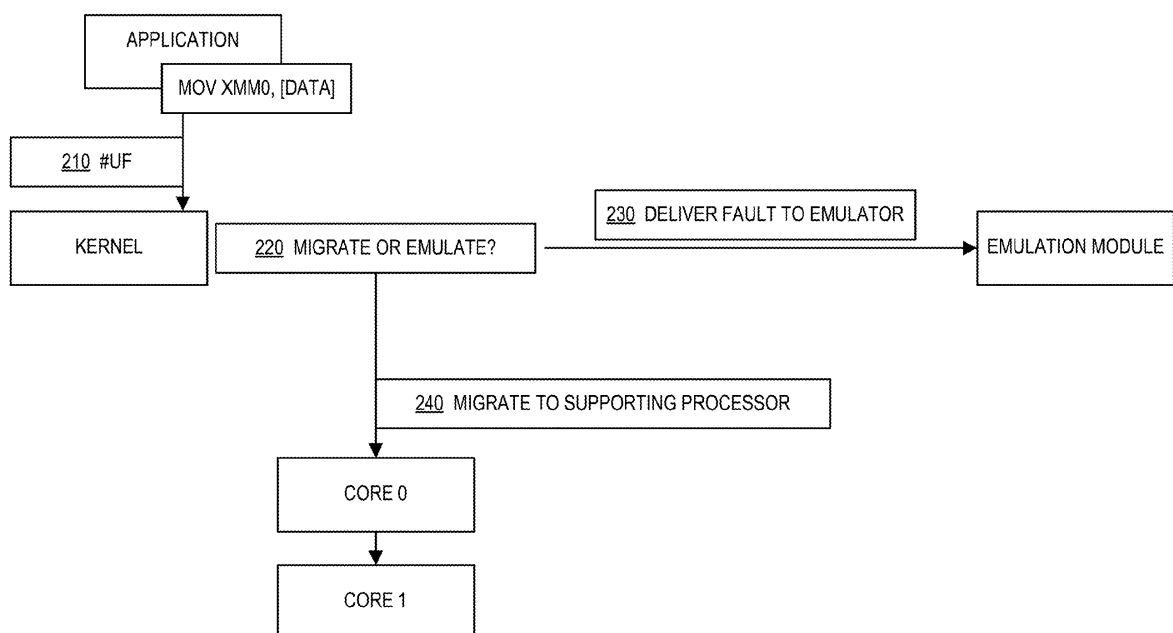 APPLICATION
MOV XMM0, [DATA]
210 #UF
KERNEL
220 MIGRATE OR EMULATE?
230 DELIVER FAULT TO EMULATOR
EMULATION MODULE
240 MIGRATE TO SUPPORTING PROCESSOR
CORE 0
CORE 1